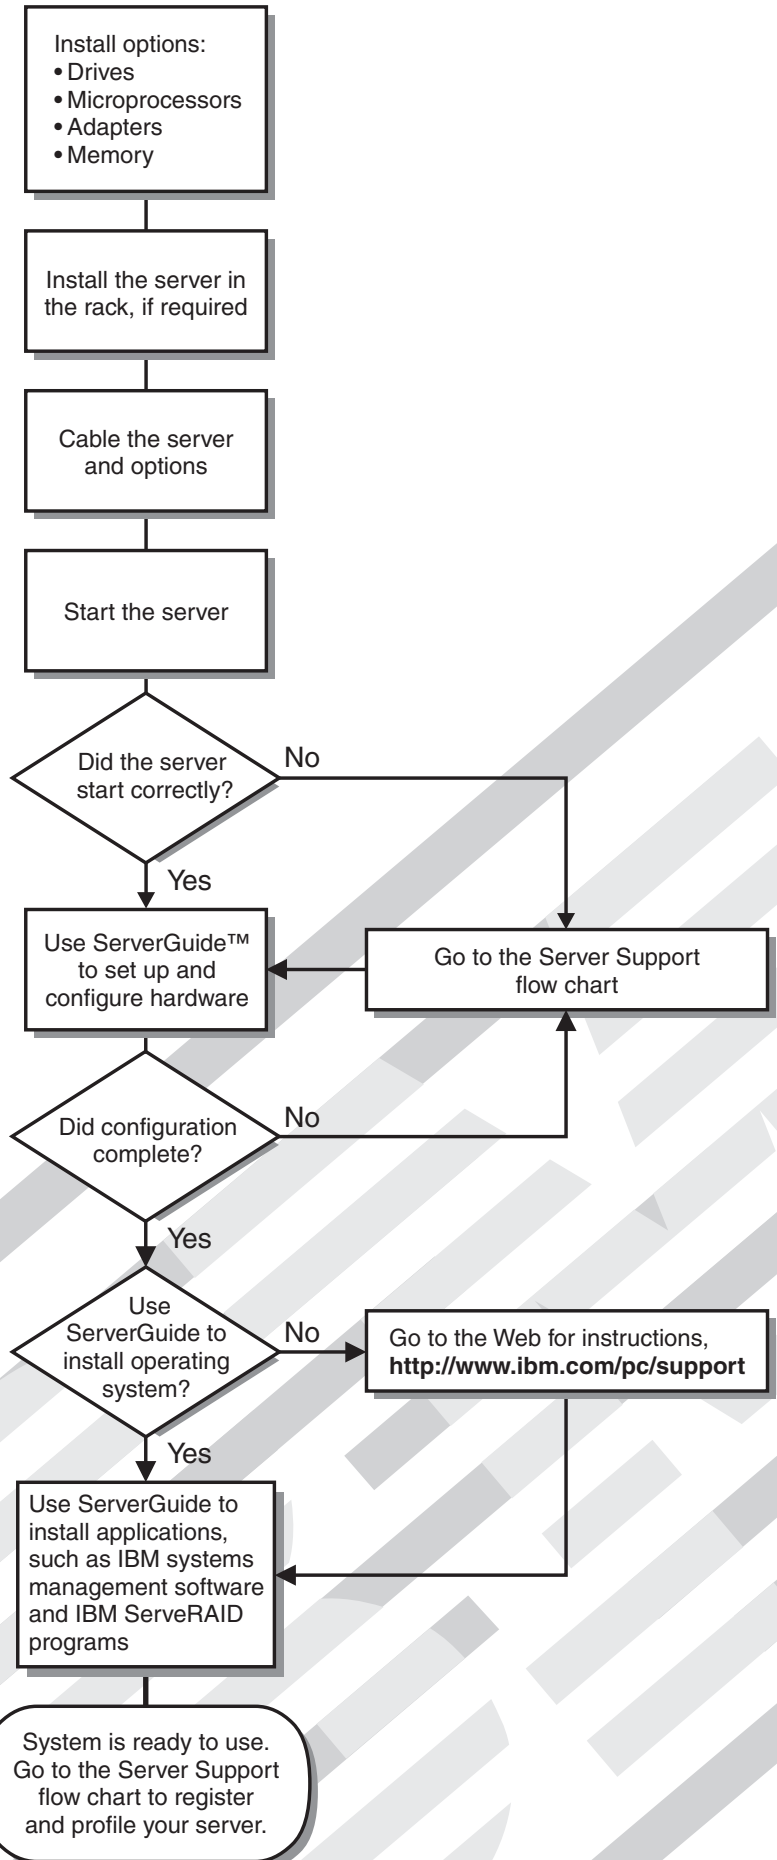 Install options:
• Drives
• Microprocessors
• Adapters
• Memory
Install the server in
the rack, if required
Cable the server
and options
Start the server
Did the server
start correctly?
No
Yes
Use ServerGuide™
to set up and
configure hardware
Go to the Server Support
flow chart
Did configuration
complete?
No
Yes
Use
ServerGuide to
install operating
system?
No
Go to the Web for instructions,
http://www.ibm.com/pc/support
Yes
Use ServerGuide to
install applications,
such as IBM systems
management software
and IBM ServeRAID
programs
System is ready to use.
Go to the Server Support
flow chart to register
and profile your server.